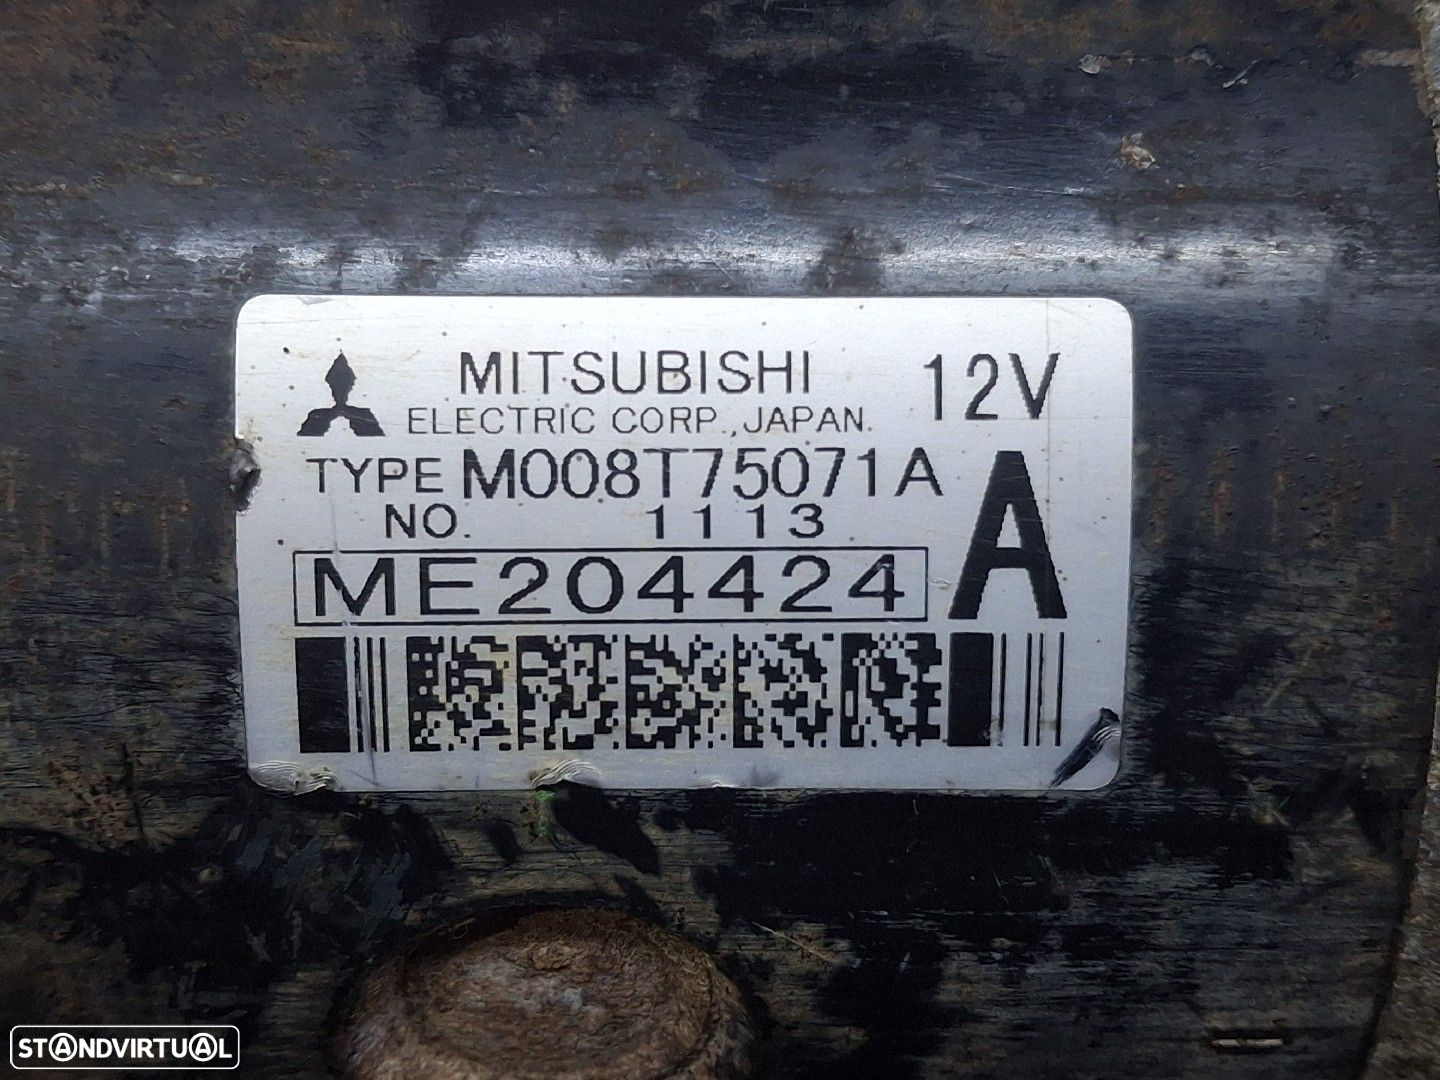 MITSUBISHI 12V
ELECTRIC CORP., JAPAN.
TYPE M008T75071A
NO. 1113 A
ME204424
STANDVIRTUAL